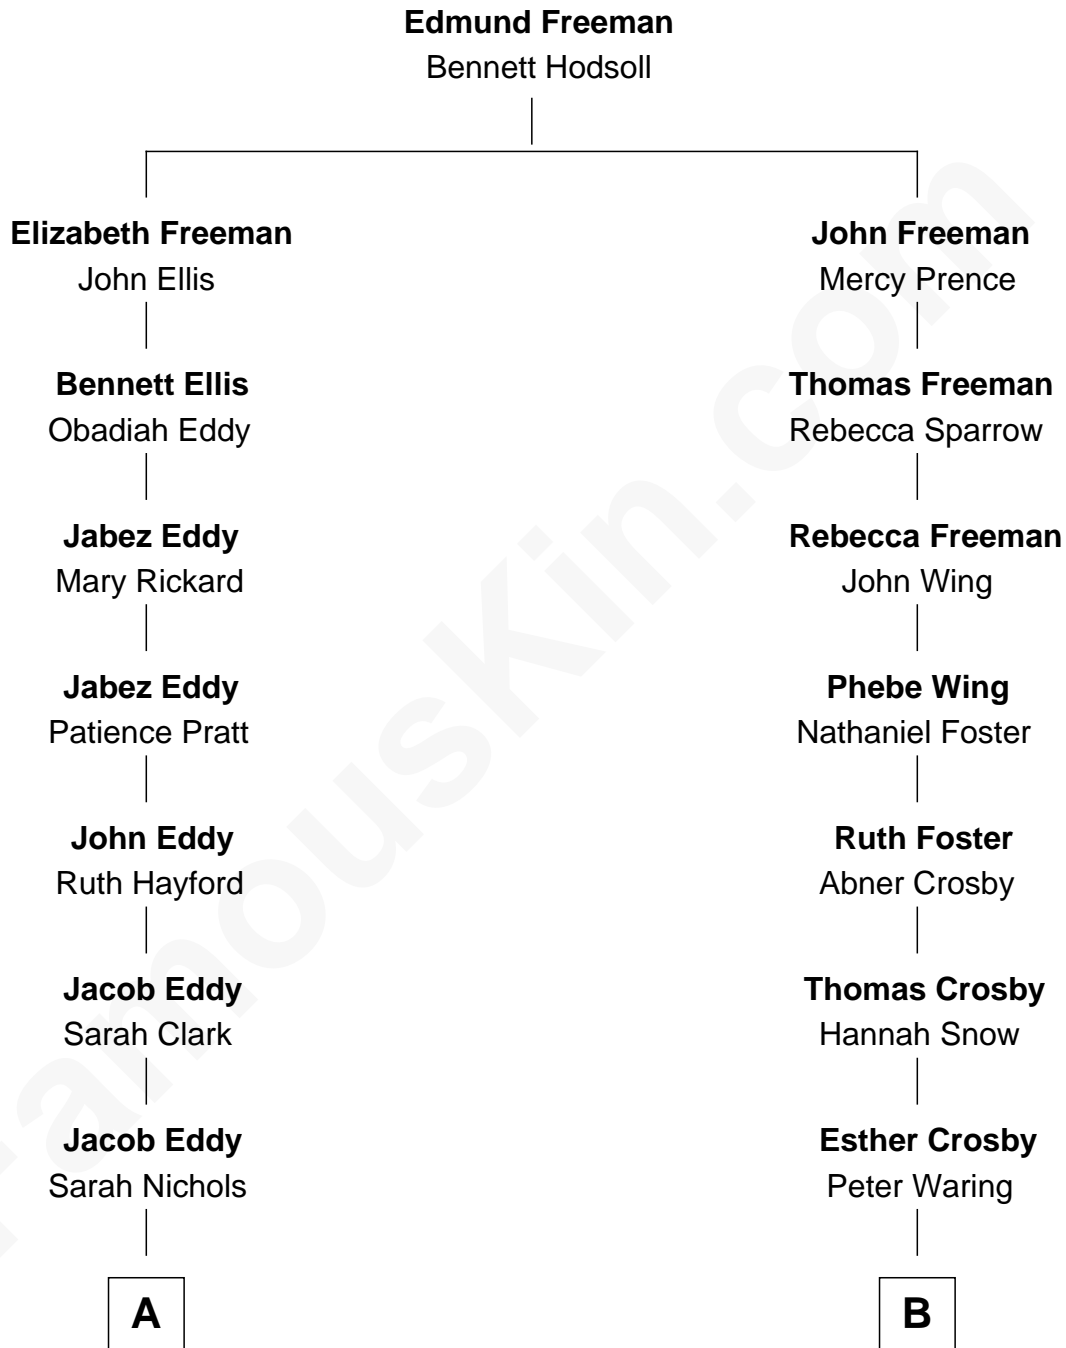 Edmund Freeman
Bennett Hodsoll
Elizabeth Freeman
John Ellis
John Freeman
Mercy Prence
Bennett Ellis
Obadiah Eddy
Thomas Freeman
Rebecca Sparrow
Jabez Eddy
Mary Rickard
Rebecca Freeman
John Wing
Jabez Eddy
Patience Pratt
Phebe Wing
Nathaniel Foster
John Eddy
Ruth Hayford
Ruth Foster
Abner Crosby
Jacob Eddy
Sarah Clark
Thomas Crosby
Hannah Snow
Jacob Eddy
Sarah Nichols
Esther Crosby
Peter Waring
A
B
FamousKin.com